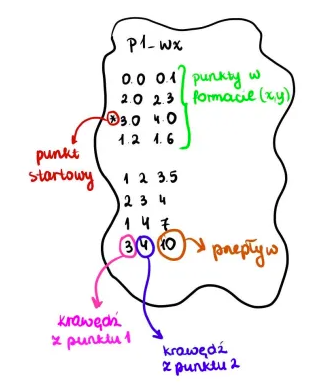 P1_wx
0.0 0.1
2.0 2.3
*3.0 4.0
1.2 1.6
punkty w
formacie (x,y)
punkt
startowy
1 2 3.5
2 3 4
1 4 7
3 4 10
przepływ
krawędź
z punktu 1
krawędź
z punktu 2